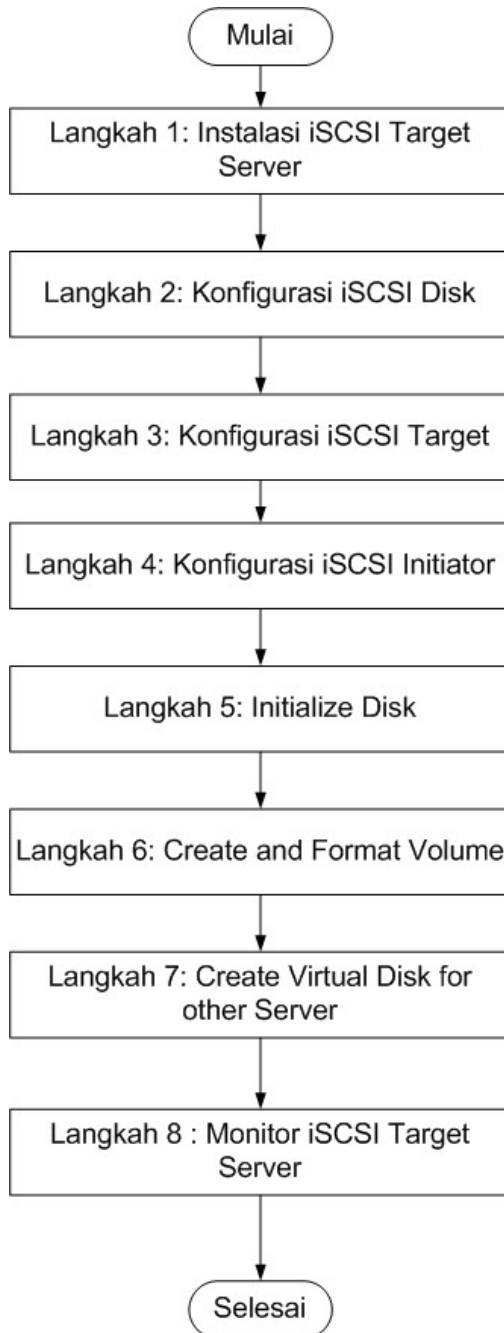 Mulai
Langkah 1: Instalasi iSCSI Target
Server
Langkah 2: Konfigurasi iSCSI Disk
Langkah 3: Konfigurasi iSCSI Target
Langkah 4: Konfigurasi iSCSI Initiator
Langkah 5: Initialize Disk
Langkah 6: Create and Format Volume
Langkah 7: Create Virtual Disk for
other Server
Langkah 8 : Monitor iSCSI Target
Server
Selesai